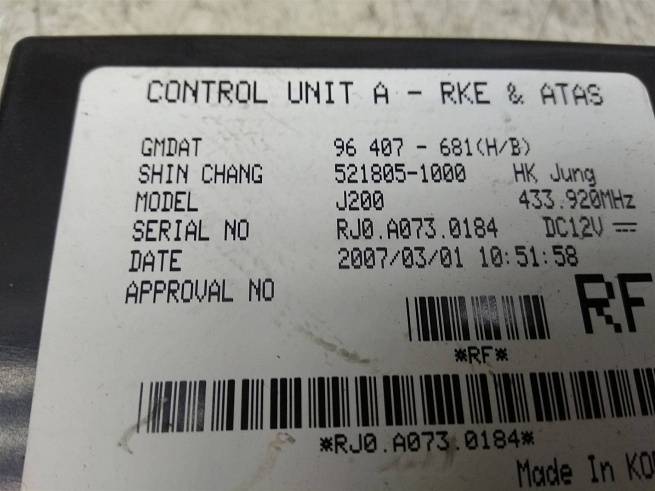 CONTROL UNIT A - RKE & ATAS
GMDAT 96 407 - 681(H/B)
SHIN CHANG 521805-1000 HK Jung
MODEL J200 433.920MHz
SERIAL NO RJ0.A073.0184 DC12V
DATE 2007/03/01 10:51:58
APPROVAL NO
RF
*RF*
*RJ0.A073.0184*
Made In